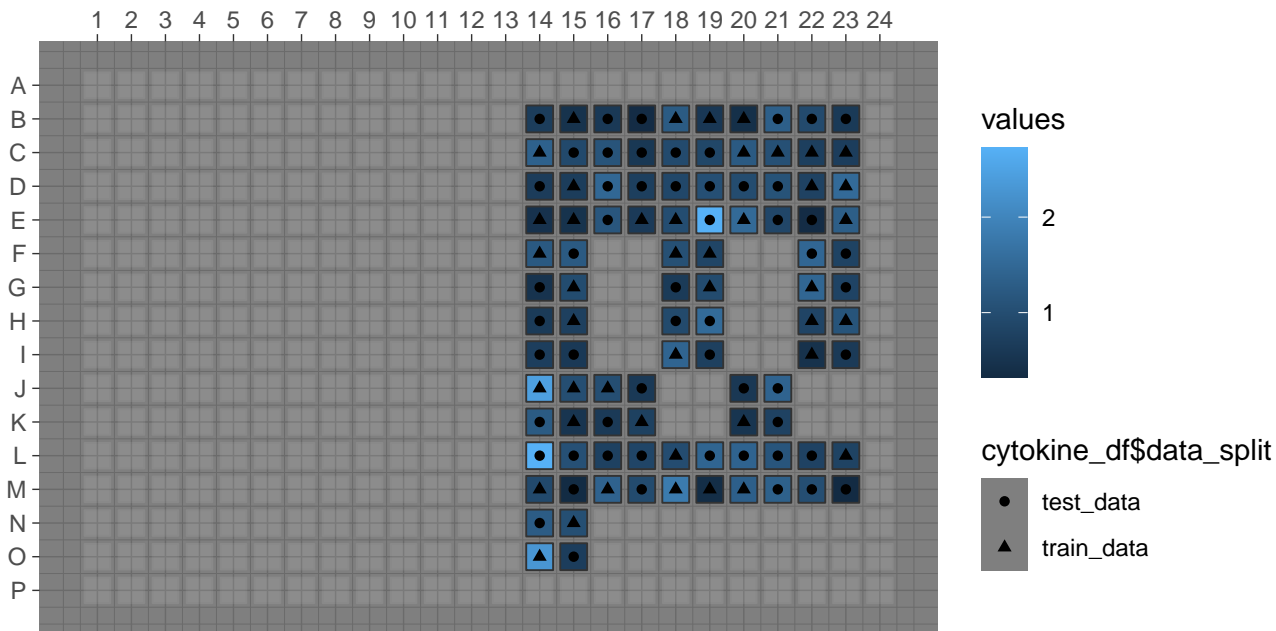 1 2 3 4 5 6 7 8 9 10 11 12 13 14 15 16 17 18 19 20 21 22 23 24
A
B
C
D
E
F
G
H
I
J
K
L
M
N
O
P
values
2
1
cytokine_df$data_split
test_data
train_data